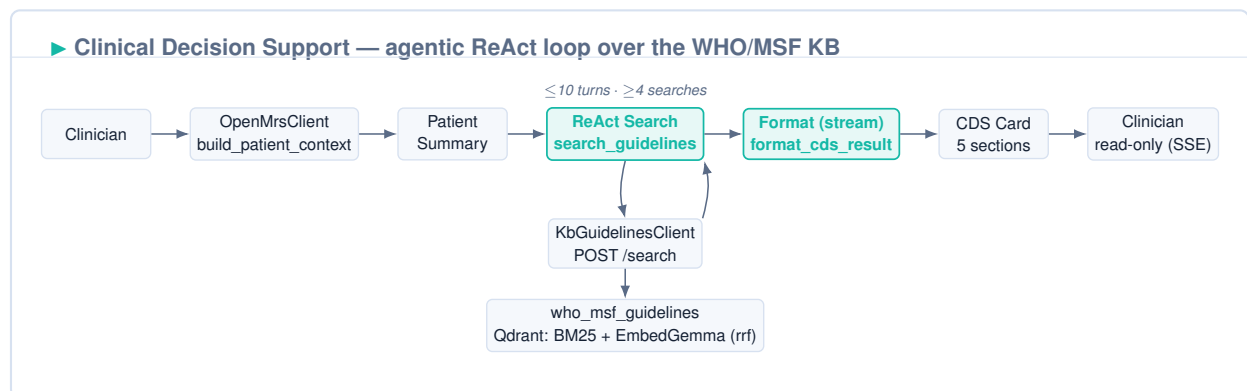 ▶ Clinical Decision Support — agentic ReAct loop over the WHO/MSF KB
≤10 turns · ≥4 searches
Clinician
OpenMrsClient
build_patient_context
Patient
Summary
ReAct Search
search_guidelines
Format (stream)
format_cds_result
CDS Card
5 sections
Clinician
read-only (SSE)
KbGuidelinesClient
POST /search
who_msf_guidelines
Qdrant: BM25 + EmbedGemma (rrf)